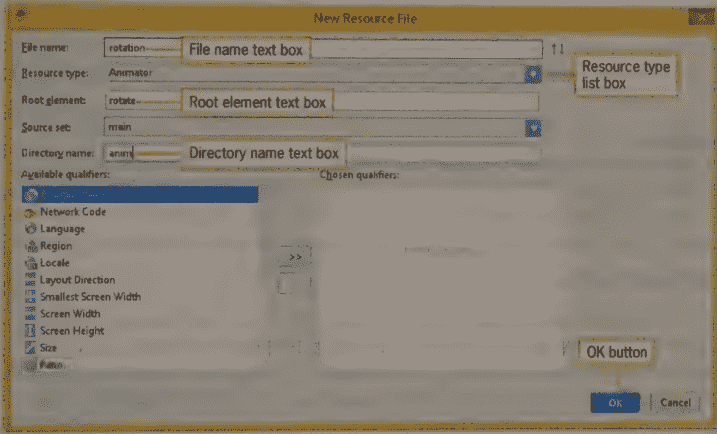 New Resource File
File name: rotation File name text box
Resource type: Animator Resource type list box
Root element: rotate Root element text box
Source set: main
Directory name: anim Directory name text box
Available qualifiers: Chosen qualifiers:
Network Code
Language
Region
Locale
Layout Direction
Smallest Screen Width
Screen Width
Screen Height
Size
>>
OK button
OK Cancel